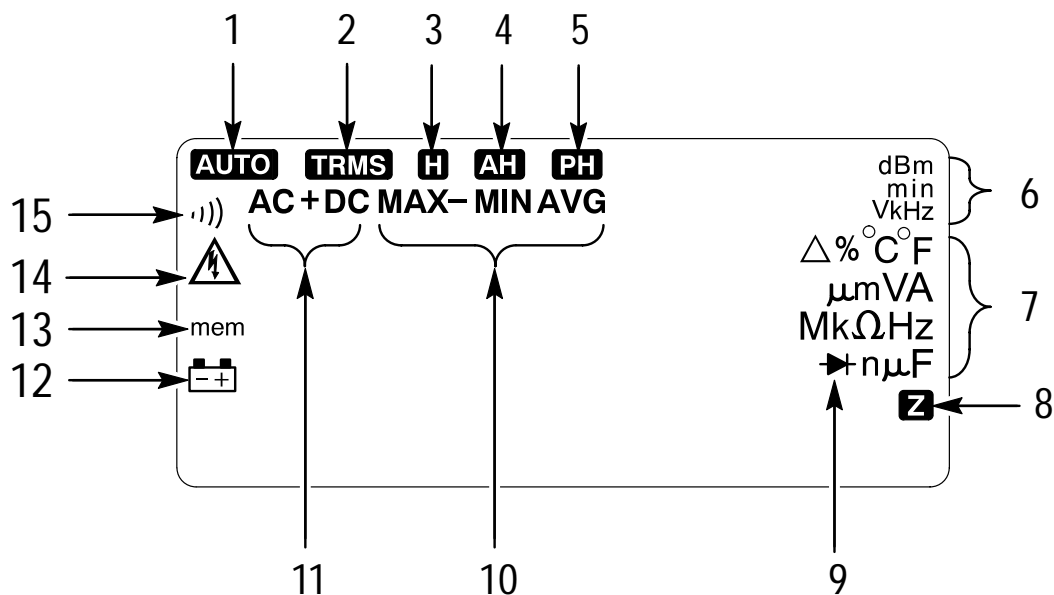 1 2 3 4 5
AUTO TRMS H AH PH
AC+DC MAX–MIN AVG
dBm
min
VkHz
6
△%°C°F
µmVA
MkΩHz
nµF
7
Z
8
15
14
mem
13
- +
12
11 10 9